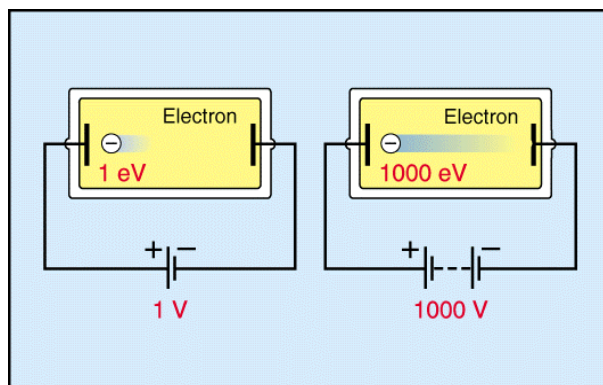 Electron
−
1 eV
+ −
1 V
Electron
−
1000 eV
+ −
1000 V